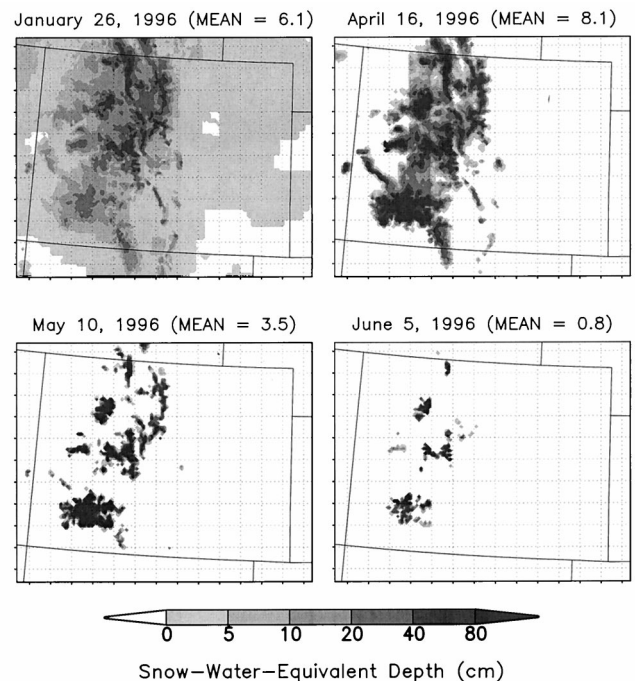 January 26, 1996 (MEAN = 6.1)
April 16, 1996 (MEAN = 8.1)
May 10, 1996 (MEAN = 3.5)
June 5, 1996 (MEAN = 0.8)
0 5 10 20 40 80
Snow–Water–Equivalent Depth (cm)